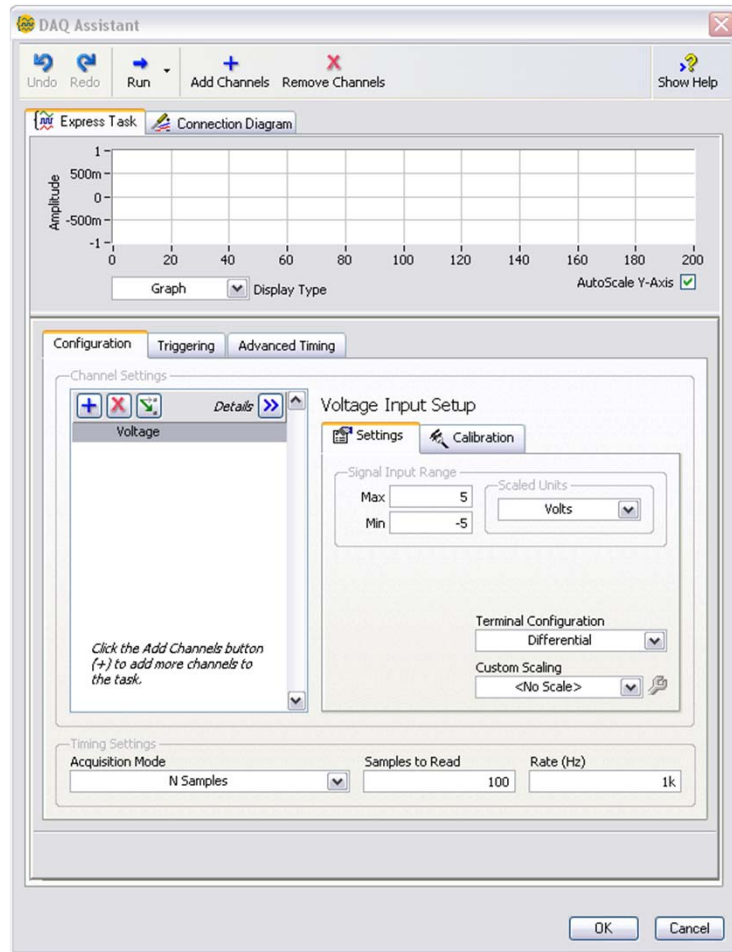 DAQ Assistant
Undo Redo Run Add Channels Remove Channels Show Help
Express Task Connection Diagram
Amplitude
1
500m
0
-500m
-1
0 20 40 60 80 100 120 140 160 180 200
Graph Display Type AutoScale Y-Axis
Configuration Triggering Advanced Timing
Channel Settings
Details
Voltage
Click the Add Channels button
(+) to add more channels to
the task.
Voltage Input Setup
Settings Calibration
Signal Input Range
Max 5
Min -5
Scaled Units
Volts
Terminal Configuration
Differential
Custom Scaling
<No Scale>
Timing Settings
Acquisition Mode Samples to Read Rate (Hz)
N Samples 100 1k
OK Cancel